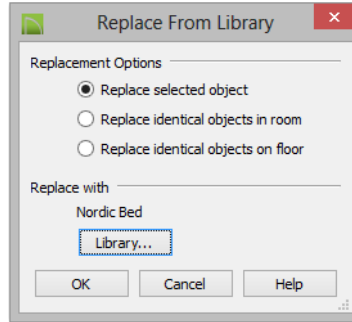 Replace From Library
Replacement Options
Replace selected object
Replace identical objects in room
Replace identical objects on floor
Replace with
Nordic Bed
Library...
OK Cancel Help